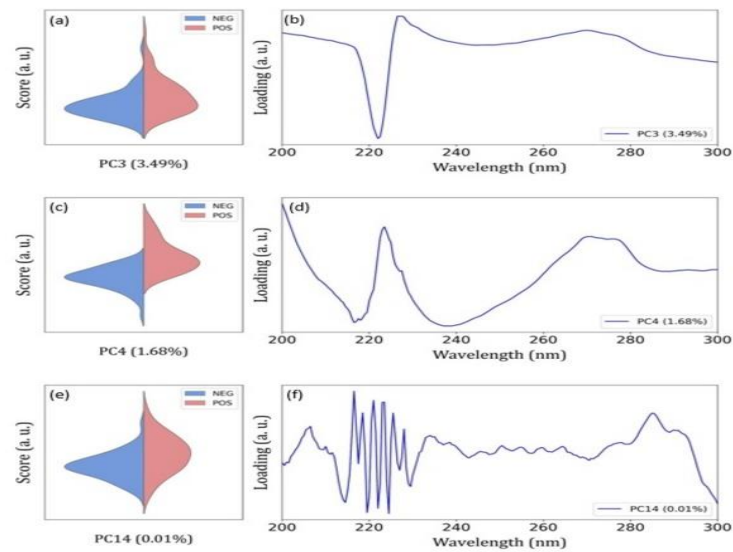 (a)
NEG
POS
Score (a. u.)
PC3 (3.49%)
(b)
Loading (a. u.)
PC3 (3.49%)
200 220 240 260 280 300
Wavelength (nm)
(c)
NEG
POS
Score (a. u.)
PC4 (1.68%)
(d)
Loading (a. u.)
PC4 (1.68%)
200 220 240 260 280 300
Wavelength (nm)
(e)
NEG
POS
Score (a. u.)
PC14 (0.01%)
(f)
Loading (a. u.)
PC14 (0.01%)
200 220 240 260 280 300
Wavelength (nm)